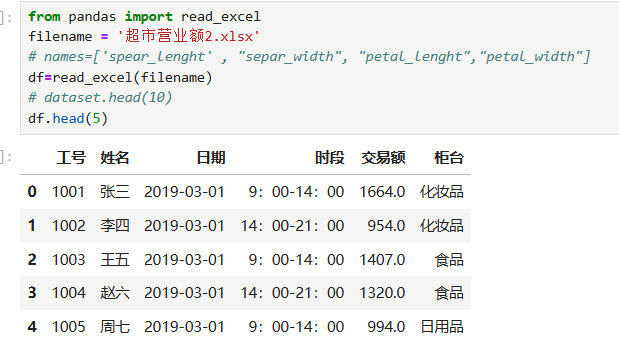 ]: from pandas import read_excel
filename = '超市营业额2.xlsx'
# names=['spear_lenght' , "separ_width", "petal_lenght","petal_width"]
df=read_excel(filename)
# dataset.head(10)
df.head(5)
]:
工号 姓名 日期 时段 交易额 柜台
0 1001 张三 2019-03-01 9：00-14：00 1664.0 化妆品
1 1002 李四 2019-03-01 14：00-21：00 954.0 化妆品
2 1003 王五 2019-03-01 9：00-14：00 1407.0 食品
3 1004 赵六 2019-03-01 14：00-21：00 1320.0 食品
4 1005 周七 2019-03-01 9：00-14：00 994.0 日用品